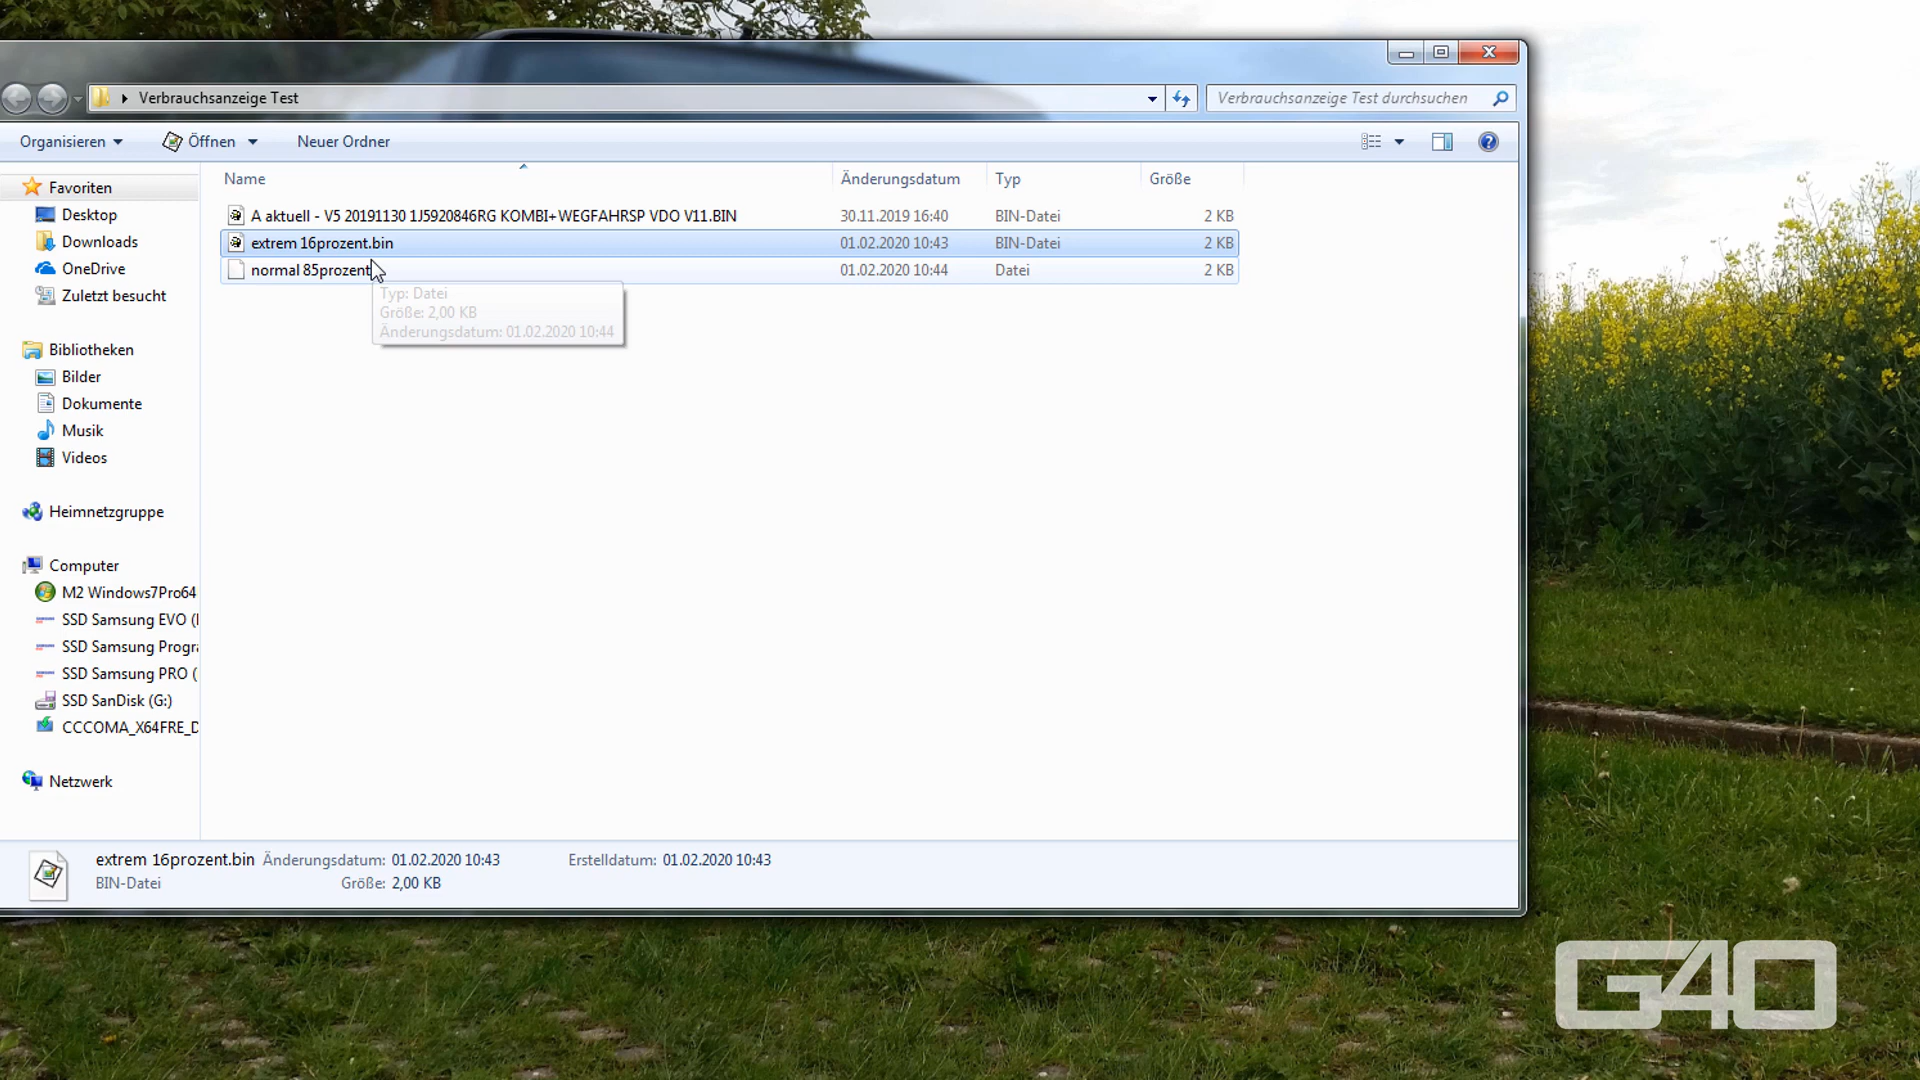 Verbrauchsanzeige Test
Verbrauchsanzeige Test durchsuchen
Organisieren
Öffnen
Neuer Ordner
Name
Änderungsdatum
Typ
Größe
A aktuell - V5 20191130 1J5920846RG KOMBI+WEGFAHRSP VDO V11.BIN 30.11.2019 16:40 BIN-Datei 2 KB
extrem 16prozent.bin 01.02.2020 10:43 BIN-Datei 2 KB
normal 85prozent 01.02.2020 10:44 Datei 2 KB
Typ: Datei
Größe: 2,00 KB
Änderungsdatum: 01.02.2020 10:44
Favoriten
Desktop
Downloads
OneDrive
Zuletzt besucht
Bibliotheken
Bilder
Dokumente
Musik
Videos
Heimnetzgruppe
Computer
M2 Windows7Pro64
SSD Samsung EVO (
SSD Samsung Progr
SSD Samsung PRO (
SSD SanDisk (G:)
CCCOMA_X64FRE_D
Netzwerk
extrem 16prozent.bin Änderungsdatum: 01.02.2020 10:43 Erstelldatum: 01.02.2020 10:43
BIN-Datei Größe: 2,00 KB
G40